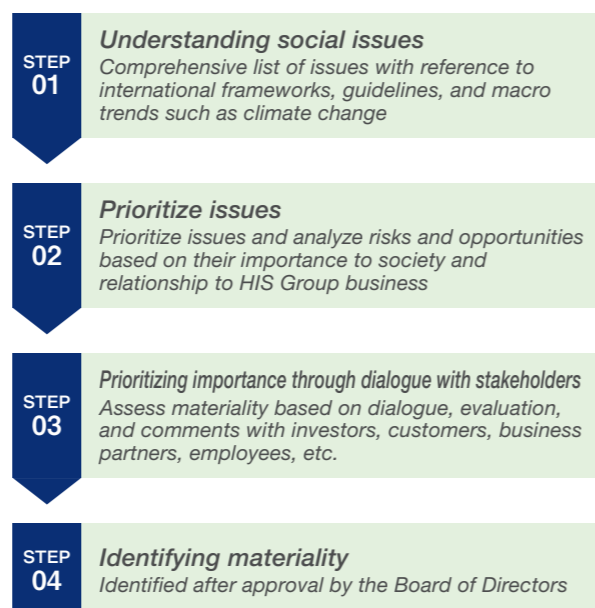 STEP
01
Understanding social issues
Comprehensive list of issues with reference to
international frameworks, guidelines, and macro
trends such as climate change
STEP
02
Prioritize issues
Prioritize issues and analyze risks and opportunities
based on their importance to society and
relationship to HIS Group business
STEP
03
Prioritizing importance through dialogue with stakeholders
Assess materiality based on dialogue, evaluation,
and comments with investors, customers, business
partners, employees, etc.
STEP
04
Identifying materiality
Identified after approval by the Board of Directors